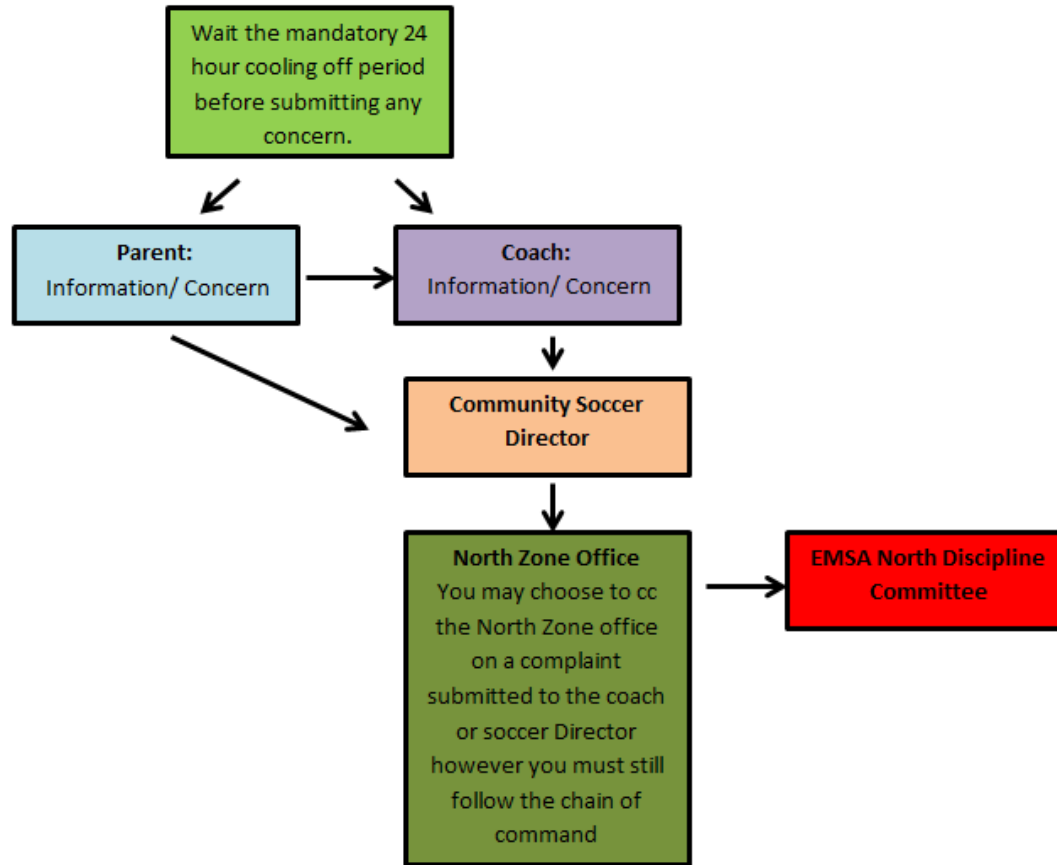 Wait the mandatory 24
hour cooling off period
before submitting any
concern.
Parent:
Information/ Concern
Coach:
Information/ Concern
Community Soccer
Director
North Zone Office
You may choose to cc
the North Zone office
on a complaint
submitted to the coach
or soccer Director
however you must still
follow the chain of
command
EMSA North Discipline
Committee